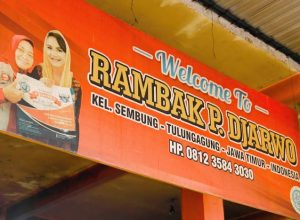 Welcome To
RAMBAK P. DJARWO
KEL. SEMBUNG - TULUNGAGUNG - JAWA TIMUR - INDONESIA
HP. 0812 3584 3030